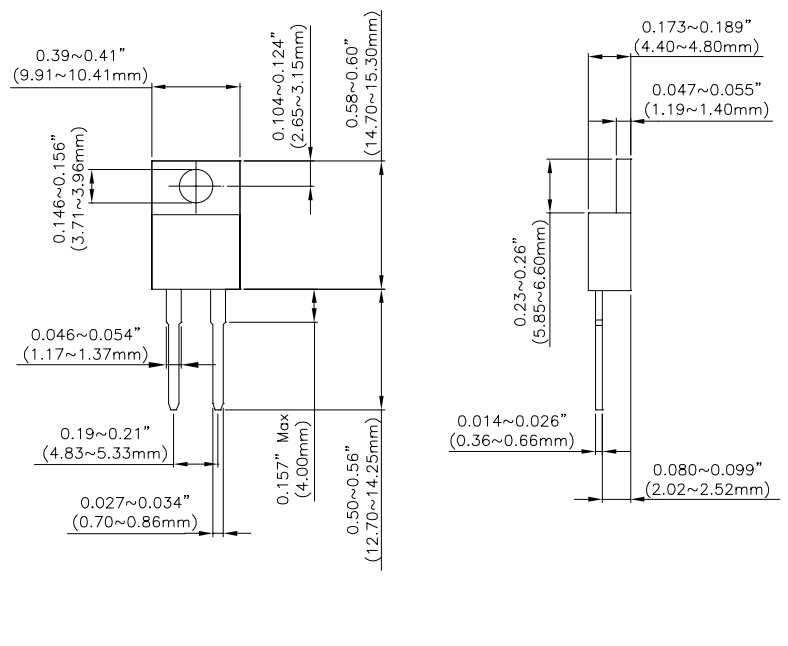 0.39~0.41"
(9.91~10.41mm)
0.104~0.124"
(2.65~3.15mm)
0.58~0.60"
(14.70~15.30mm)
0.146~0.156"
(3.71~3.96mm)
0.046~0.054"
(1.17~1.37mm)
0.19~0.21"
(4.83~5.33mm)
0.027~0.034"
(0.70~0.86mm)
0.157" Max
(4.00mm)
0.50~0.56"
(12.70~14.25mm)
0.173~0.189"
(4.40~4.80mm)
0.047~0.055"
(1.19~1.40mm)
0.23~0.26"
(5.85~6.60mm)
0.014~0.026"
(0.36~0.66mm)
0.080~0.099"
(2.02~2.52mm)